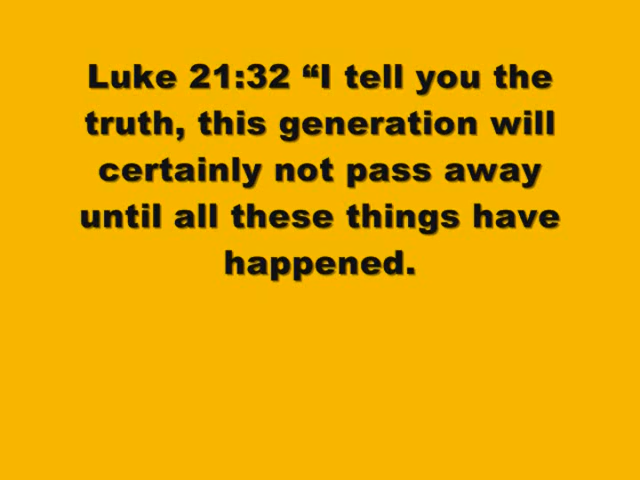 Luke 21:32 “I tell you the
truth, this generation will
certainly not pass away
until all these things have
happened.